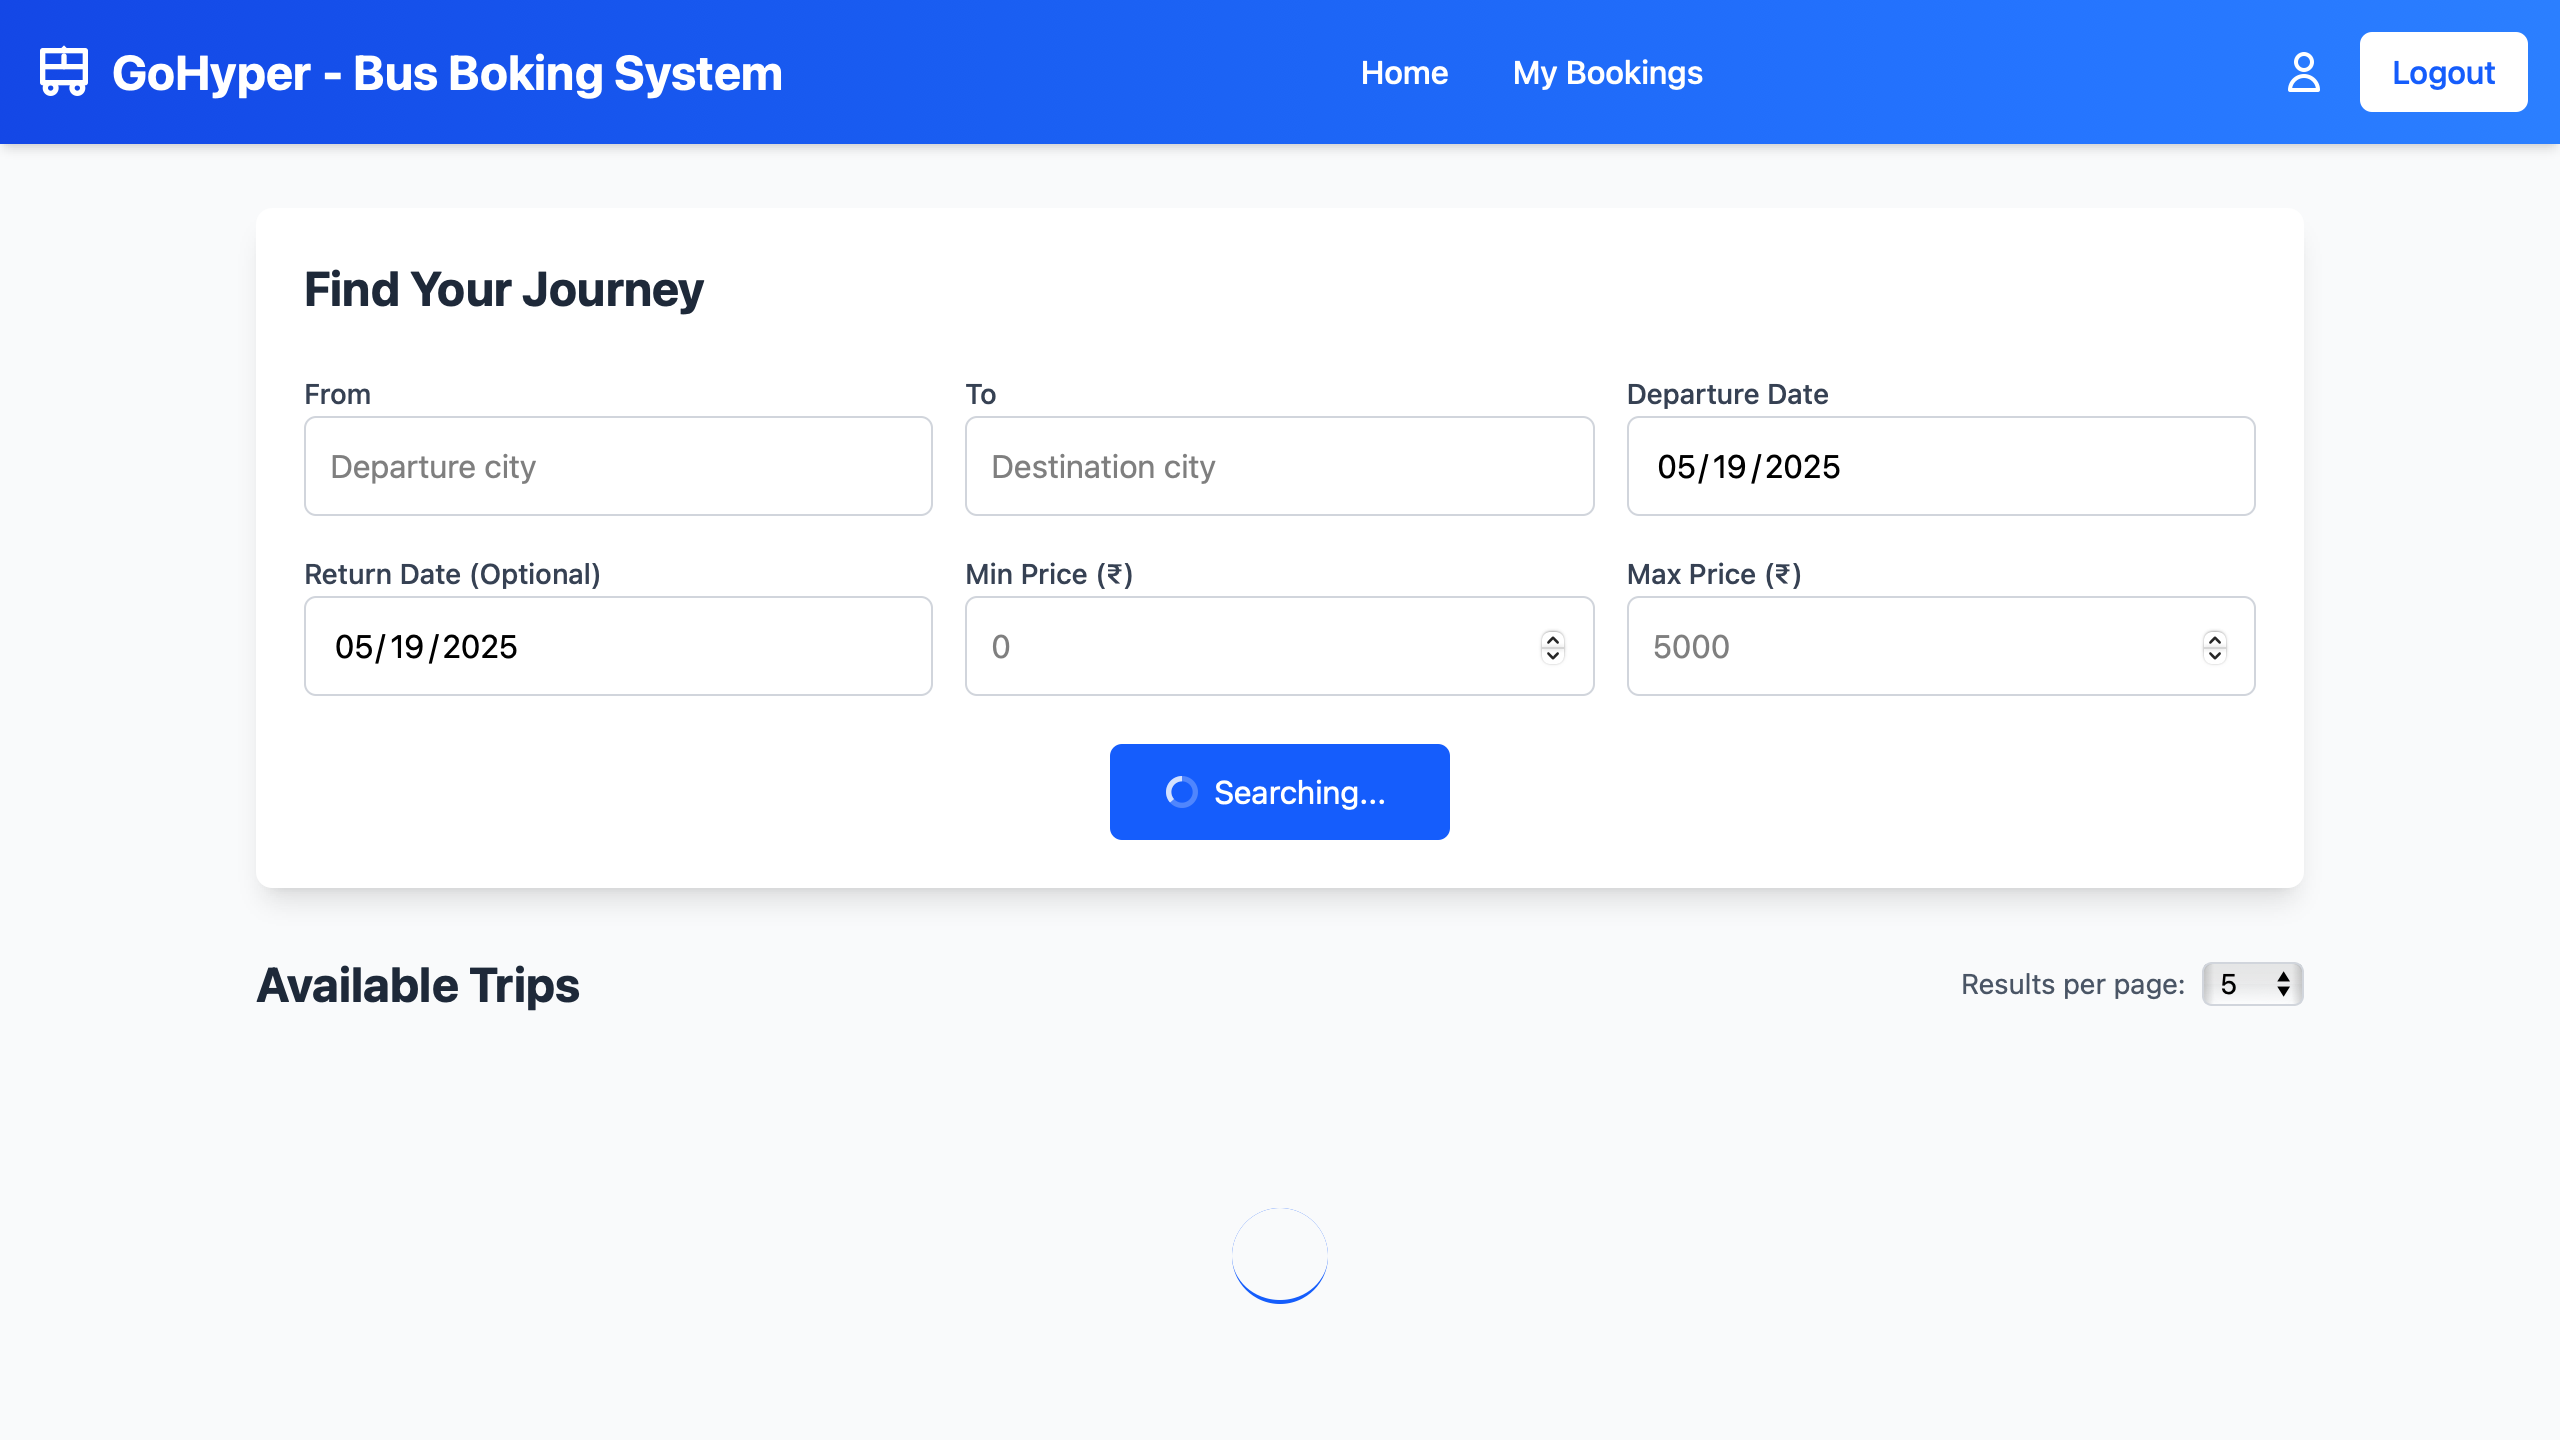 GoHyper - Bus Boking System
Home
My Bookings
Logout
Find Your Journey
From
To
Departure Date
Departure city
Destination city
05/19/2025
Return Date (Optional)
Min Price (₹)
Max Price (₹)
05/19/2025
0
5000
Searching...
Available Trips
Results per page:
5